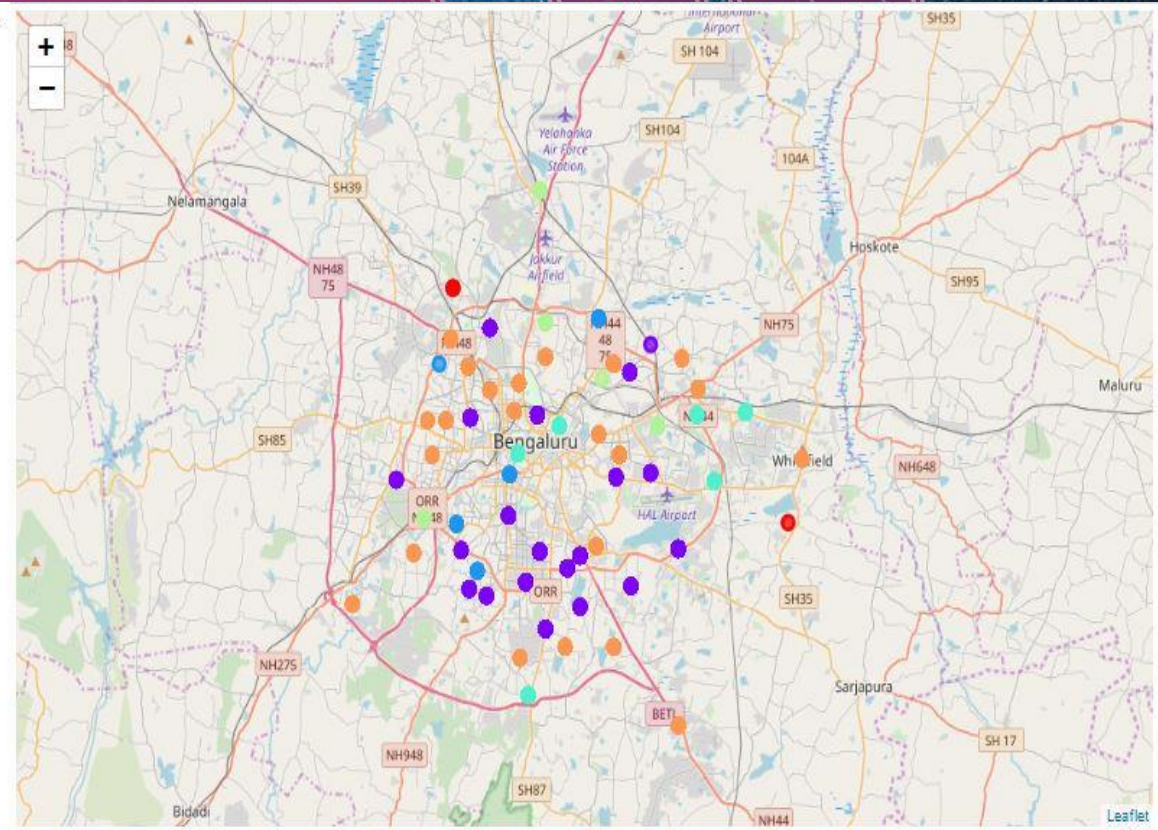 International
Airport
SH35
+
−
SH 104
Yelahanka
Air Force
Station
SH104
104A
SH39
Nelamangala
Jakkur
Airfield
Hoskote
NH48
75
SH95
NH75
48
Maluru
SH85
Bengaluru
NH648
ORR
HAL Airport
ORR
SH35
NH275
Sarjapura
SH 17
NH948
SH87
Bidadi
NH44
Leaflet